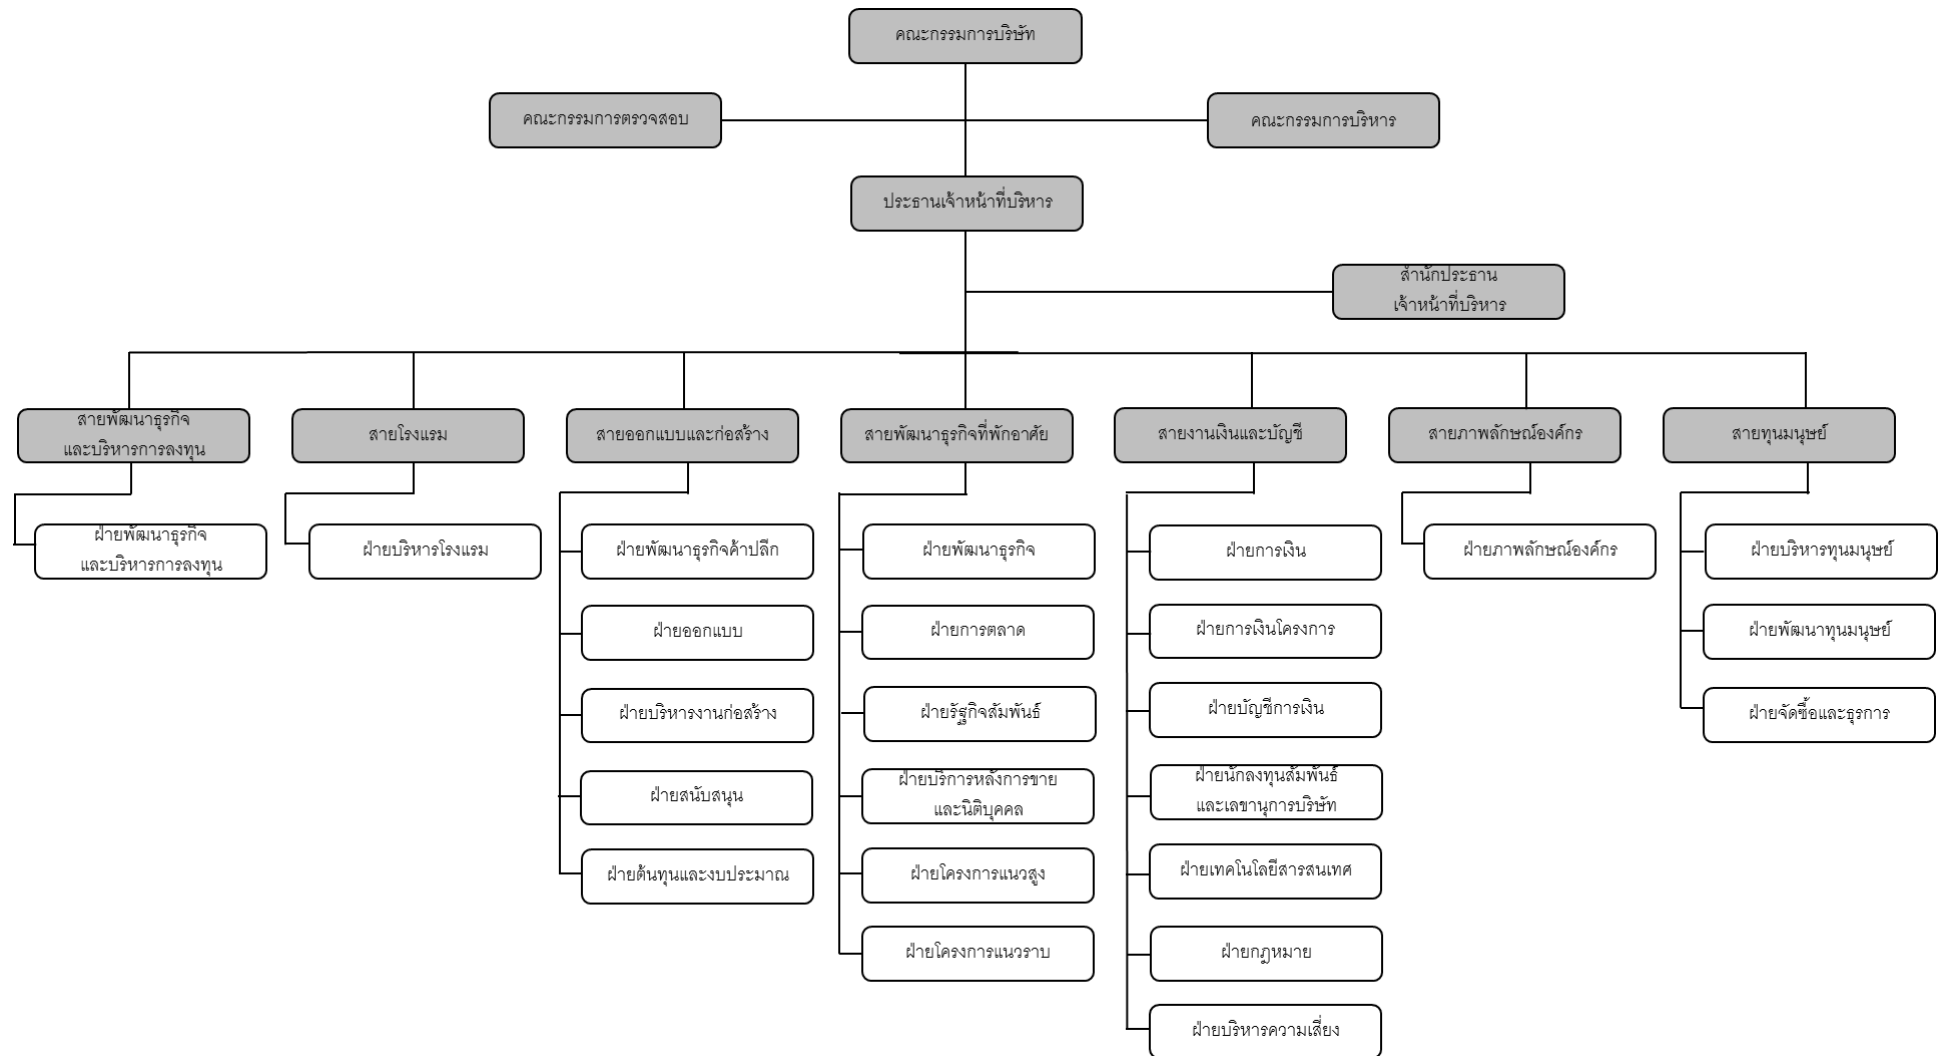 คณะกรรมการบริษัท
คณะกรรมการตรวจสอบ
คณะกรรมการบริหาร
ประธานเจ้าหน้าที่บริหาร
สำนักประธาน
เจ้าหน้าที่บริหาร
สายพัฒนาธุรกิจ
และบริหารการลงทุน
สายโรงแรม
สายออกแบบและก่อสร้าง
สายพัฒนาธุรกิจที่พักอาศัย
สายงานเงินและบัญชี
สายภาพลักษณ์องค์กร
สายทุนมนุษย์
ฝ่ายพัฒนาธุรกิจ
และบริหารการลงทุน
ฝ่ายบริหารโรงแรม
ฝ่ายพัฒนาธุรกิจค้าปลีก
ฝ่ายออกแบบ
ฝ่ายบริหารงานก่อสร้าง
ฝ่ายสนับสนุน
ฝ่ายต้นทุนและงบประมาณ
ฝ่ายพัฒนาธุรกิจ
ฝ่ายการตลาด
ฝ่ายรัฐกิจสัมพันธ์
ฝ่ายบริการหลังการขาย
และนิติบุคคล
ฝ่ายโครงการแนวสูง
ฝ่ายโครงการแนวราบ
ฝ่ายการเงิน
ฝ่ายการเงินโครงการ
ฝ่ายบัญชีการเงิน
ฝ่ายนักลงทุนสัมพันธ์
และเลขานุการบริษัท
ฝ่ายเทคโนโลยีสารสนเทศ
ฝ่ายกฎหมาย
ฝ่ายบริหารความเสี่ยง
ฝ่ายภาพลักษณ์องค์กร
ฝ่ายบริหารทุนมนุษย์
ฝ่ายพัฒนาทุนมนุษย์
ฝ่ายจัดซื้อและธุรการ